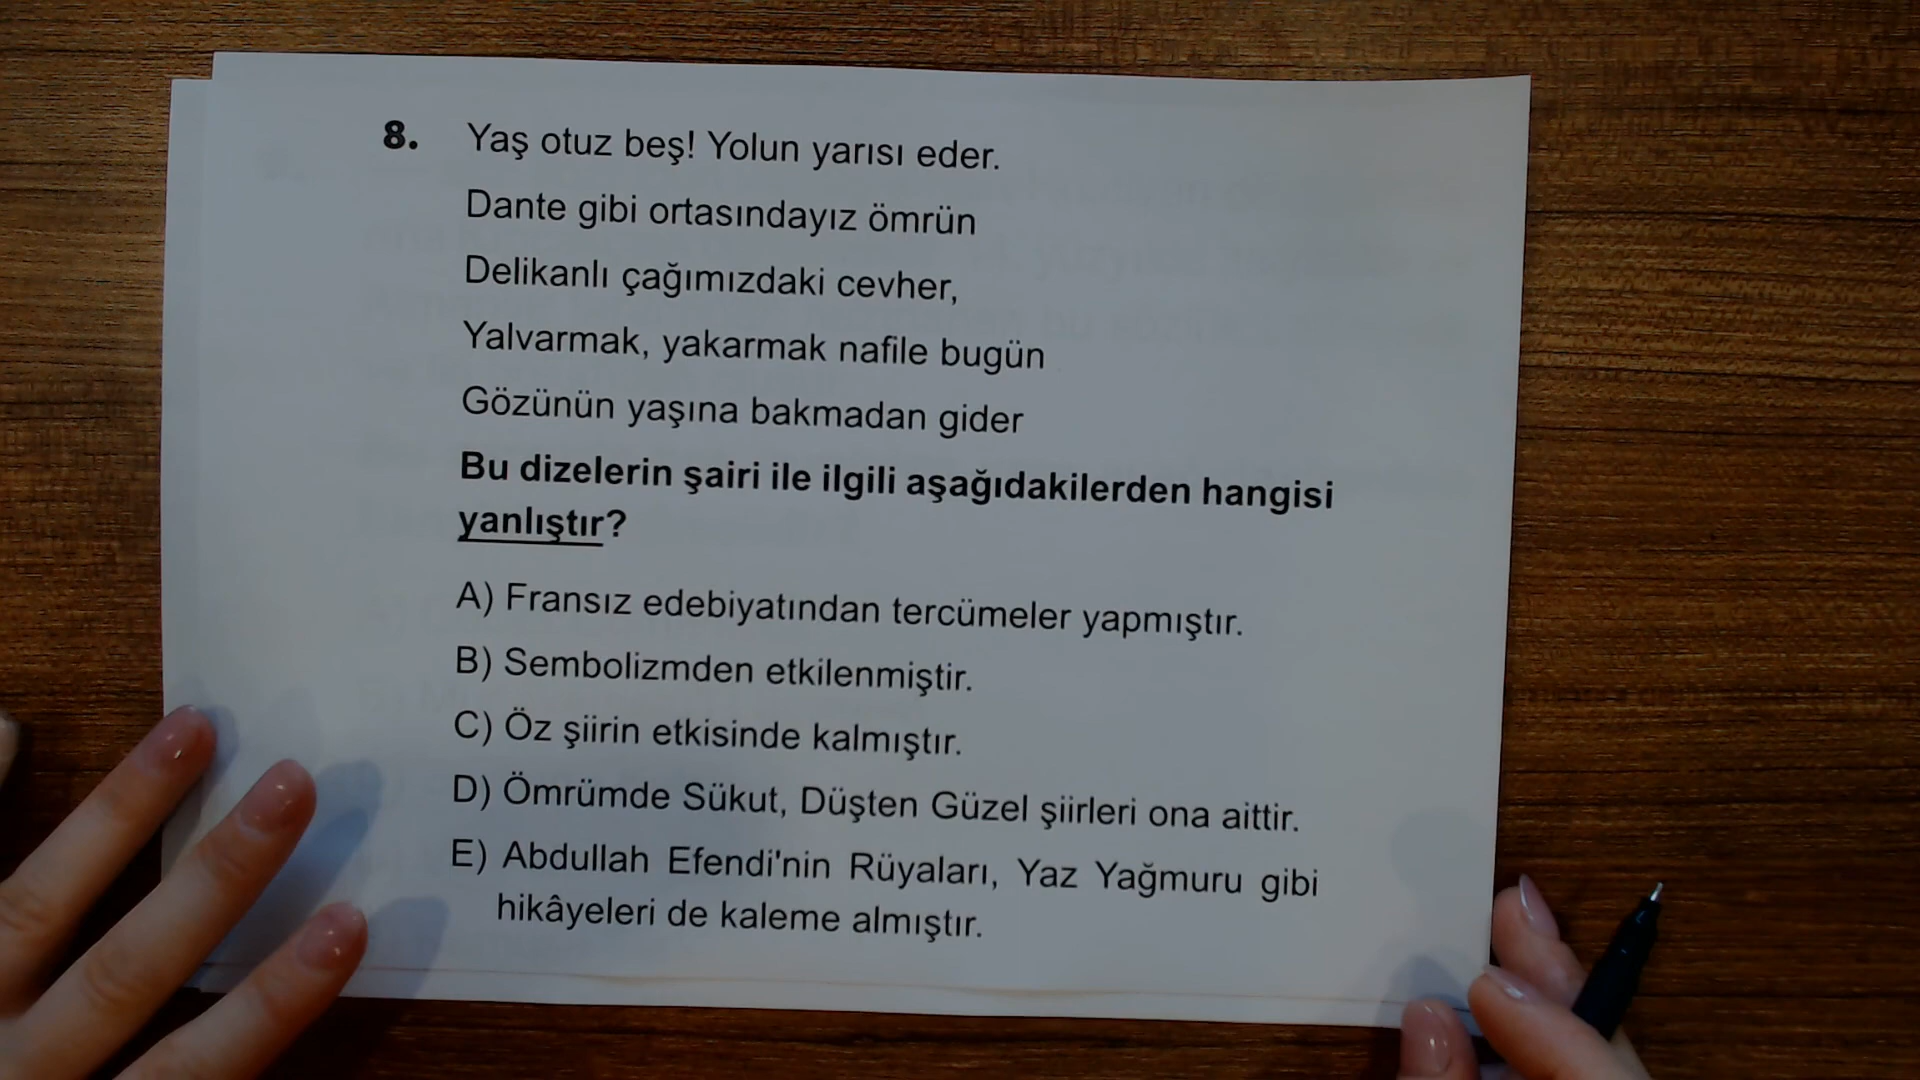 8. Yaş otuz beş! Yolun yarısı eder.
Dante gibi ortasındayız ömrün
Delikanlı çağımızdaki cevher,
Yalvarmak, yakarmak nafile bugün
Gözünün yaşına bakmadan gider
Bu dizelerin şairi ile ilgili aşağıdakilerden hangisi
yanlıştır?
A) Fransız edebiyatından tercümeler yapmıştır.
B) Sembolizmden etkilenmiştir.
C) Öz şiirin etkisinde kalmıştır.
D) Ömrümde Sükut, Düşten Güzel şiirleri ona aittir.
E) Abdullah Efendi'nin Rüyaları, Yaz Yağmuru gibi
hikâyeleri de kaleme almıştır.